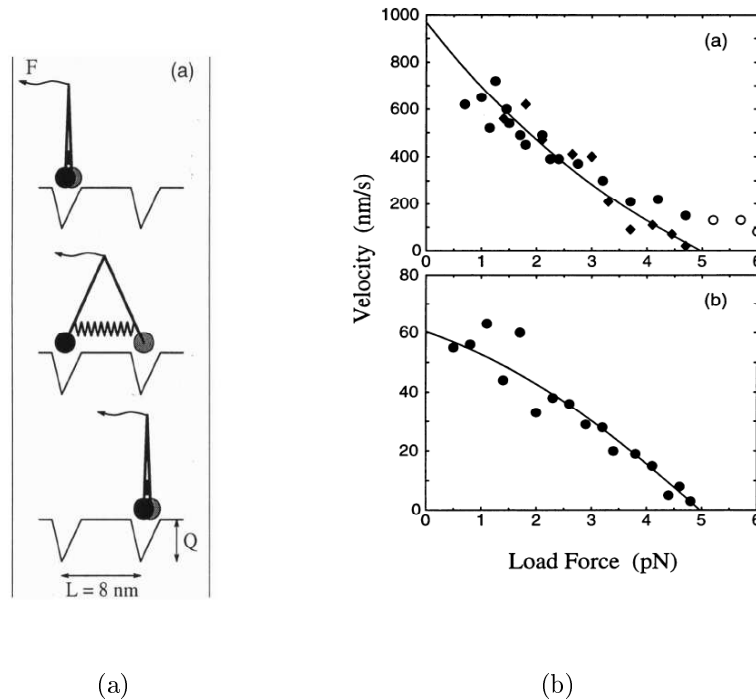 (a)
F
Q
L = 8 nm
(a)
1000
800
600
400
200
0
0 1 2 3 4 5 6
Velocity (nm/s)
(b)
80
60
40
20
0
0 1 2 3 4 5 6
Load Force (pN)
(a)
(b)